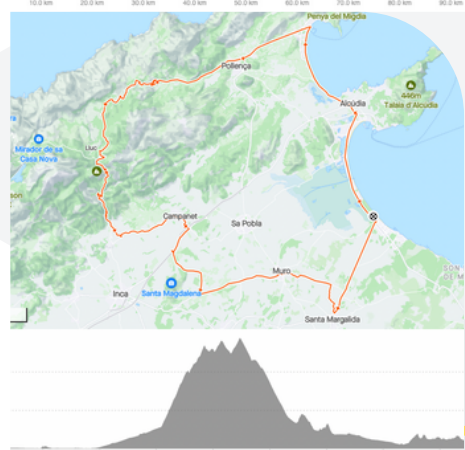 10.0 km 20.0 km 30.0 km 40.0 km 50.0 km 60.0 km 70.0 km 80.0 km 90.0 km
Penya del Migdia
Pollença
446m
Talaia d'Alcúdia
Alcúdia
Mirador de sa
Casa Nova
Lluc
Campanet
Sa Pobla
Muro
Inca
Santa Magdalena
Santa Margalida
SON